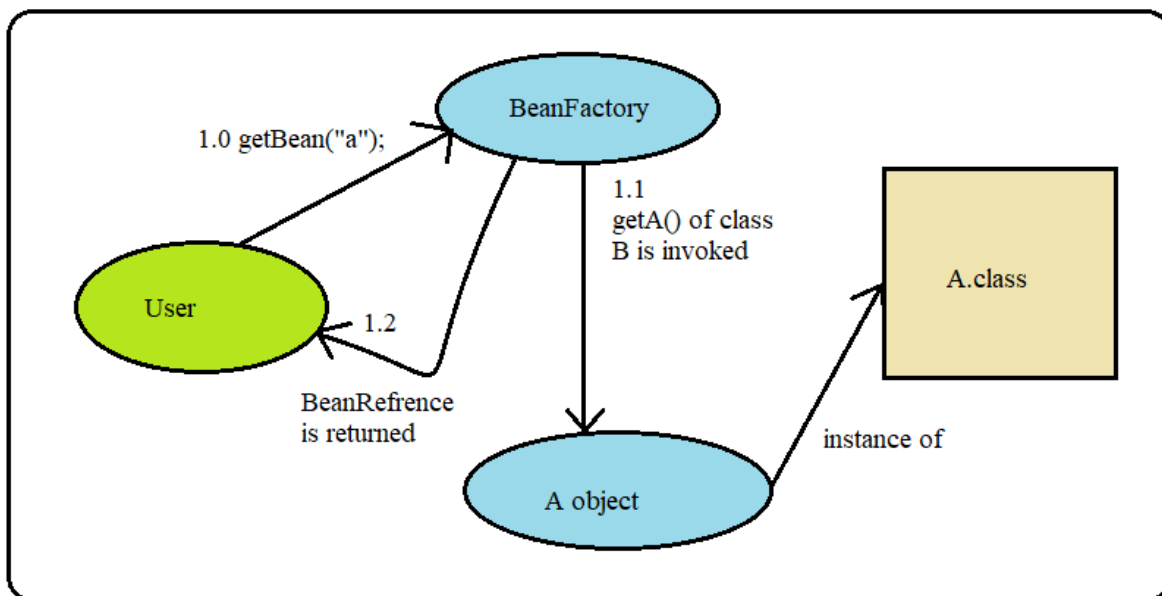 BeanFactory
1.0 getBean("a");
1.1
getA() of class
B is invoked
A.class
User
1.2
BeanRefrence
is returned
instance of
A object